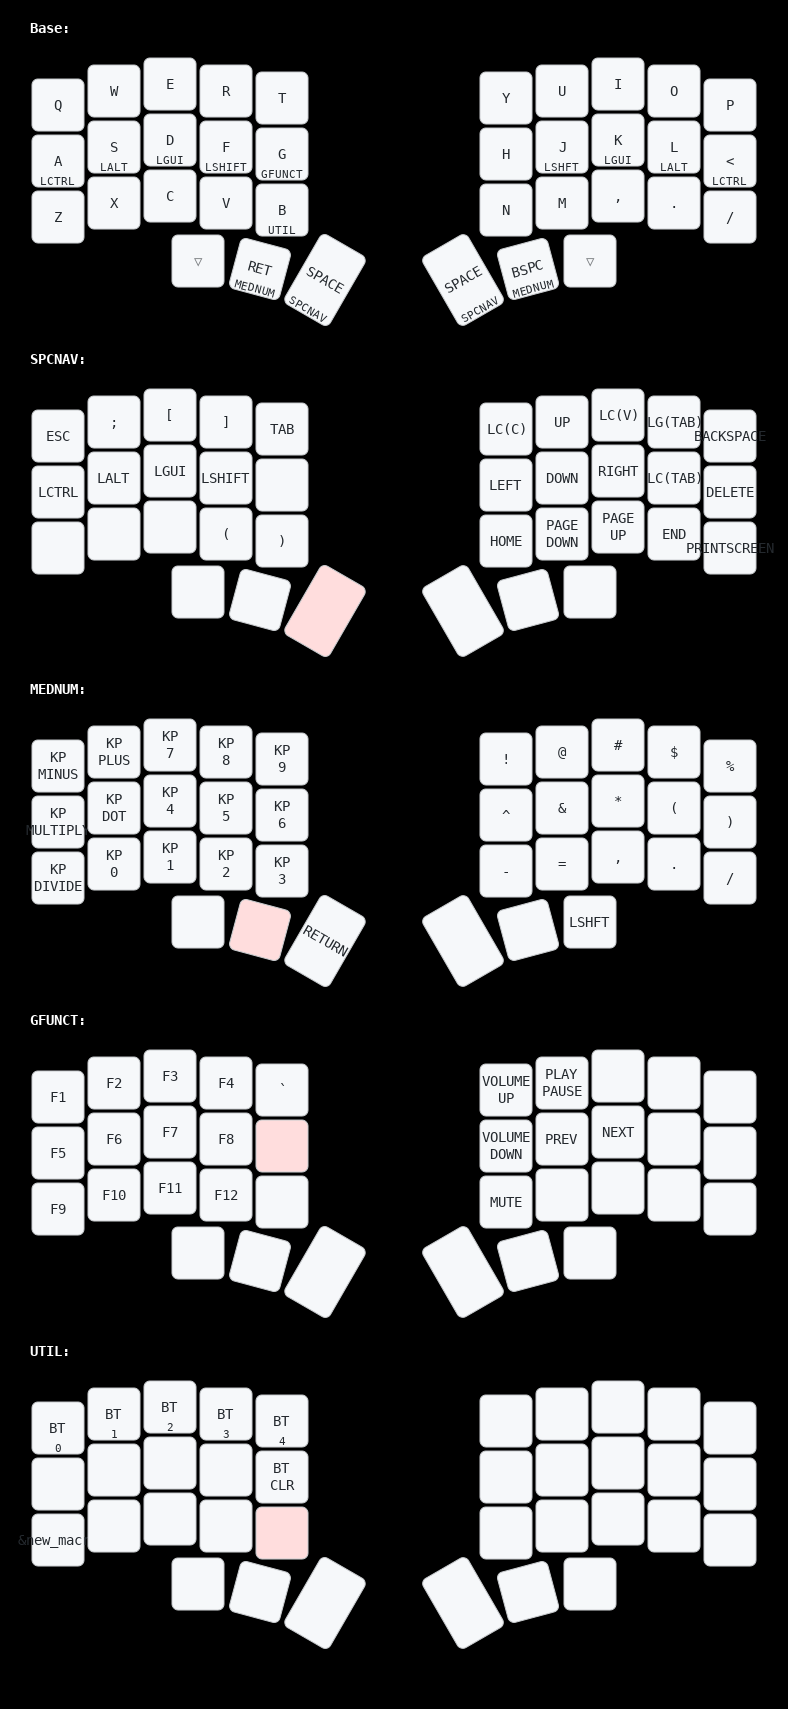 Base:
Q W E R T Y U I O P
A S D F G H J K L <
LCTRL LALT LGUI LSHIFT GFUNCT LSHFT LGUI LALT LCTRL
Z X C V B N M , . /
UTIL
▽ RET SPACE SPACE BSPC ▽
MEDNUM SPCNAV SPCNAV MEDNUM
SPCNAV:
ESC ; [ ] TAB LC(C) UP LC(V) LG(TAB) BACKSPACE
LCTRL LALT LGUI LSHIFT LEFT DOWN RIGHT LC(TAB) DELETE
( ) HOME PAGE DOWN PAGE UP END PRINTSCREEN
MEDNUM:
KP MINUS KP PLUS KP 7 KP 8 KP 9 ! @ # $ %
KP MULTIPLY KP DOT KP 4 KP 5 KP 6 ^ & * ( )
KP DIVIDE KP 0 KP 1 KP 2 KP 3 - = , . /
RETURN LSHFT
GFUNCT:
F1 F2 F3 F4 ` VOLUME UP PLAY PAUSE
F5 F6 F7 F8 VOLUME DOWN PREV NEXT
F9 F10 F11 F12 MUTE
UTIL:
BT 0 BT 1 BT 2 BT 3 BT 4
BT CLR
&new_macr